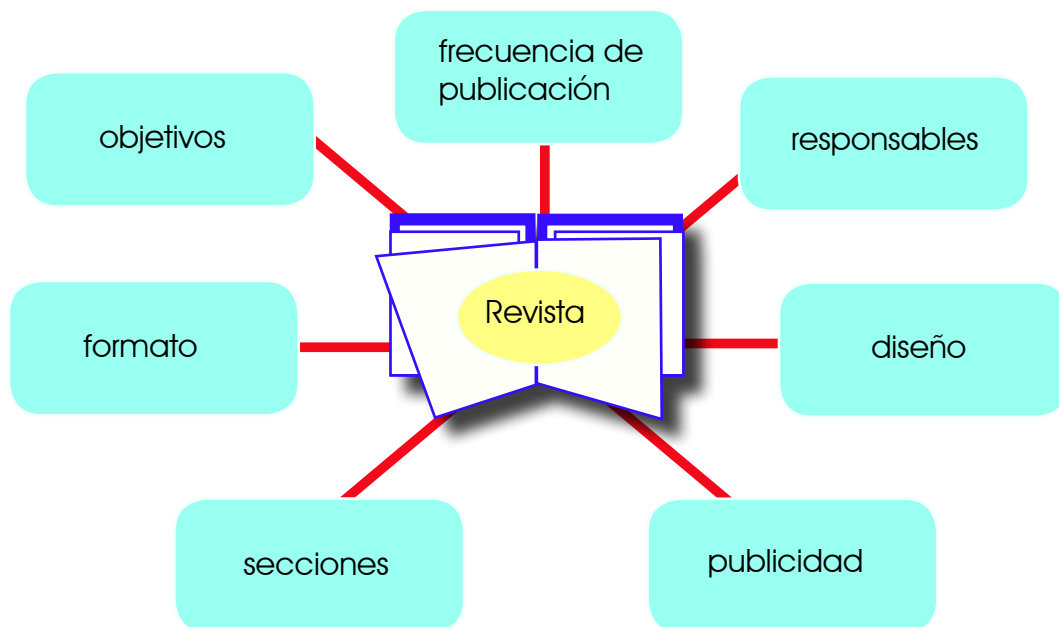 frecuencia de
publicación
objetivos
responsables
Revista
formato
diseño
secciones
publicidad